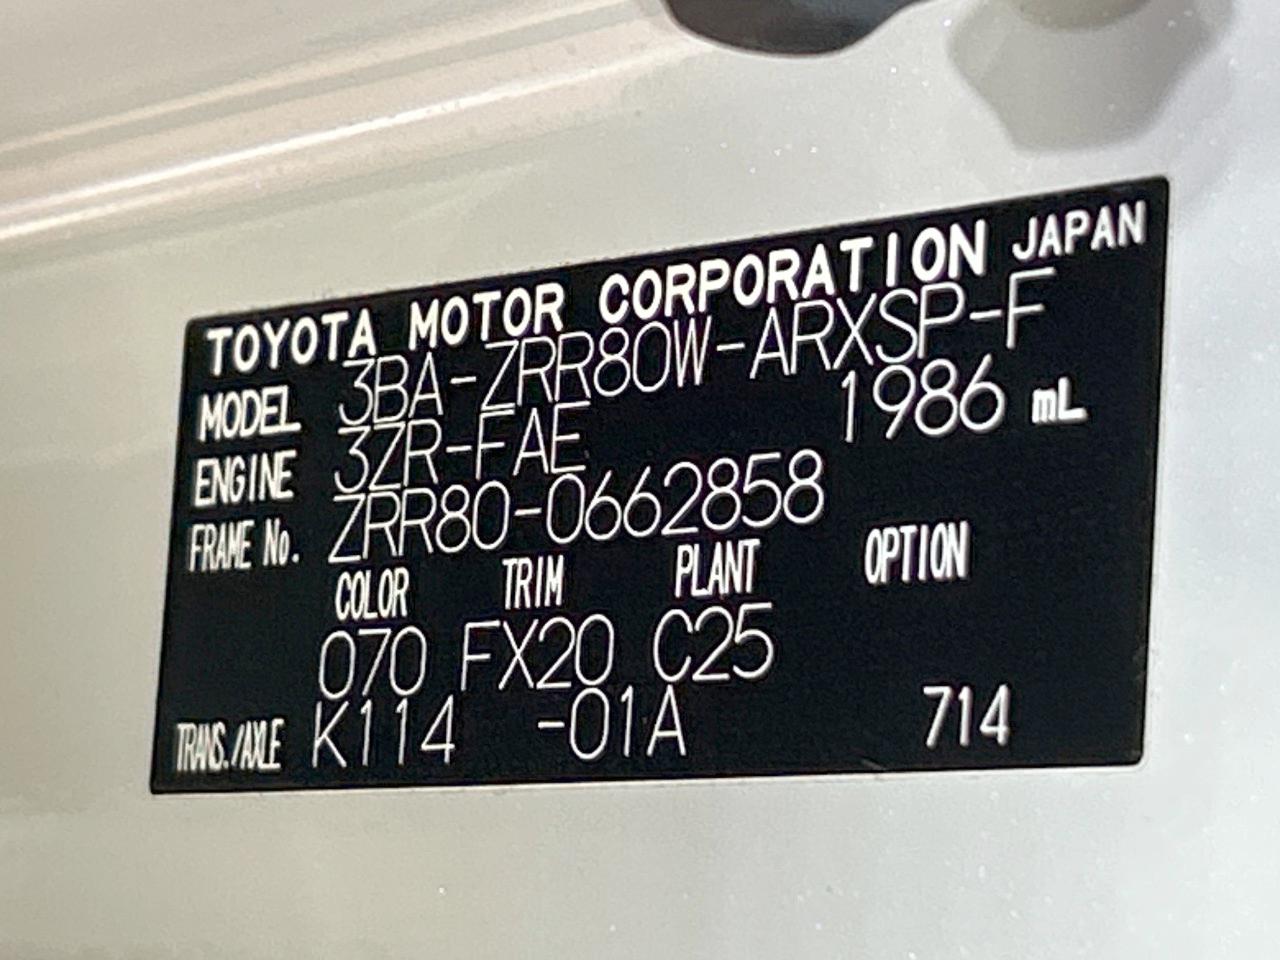 TOYOTA MOTOR CORPORATION JAPAN
MODEL 3BA-ZRR80W-ARXSP-F
ENGINE 3ZR-FAE 1986 mL
FRAME No. ZRR80-0662858
COLOR TRIM PLANT OPTION
070 FX20 C25
TRANS./AXLE K114 -01A 714